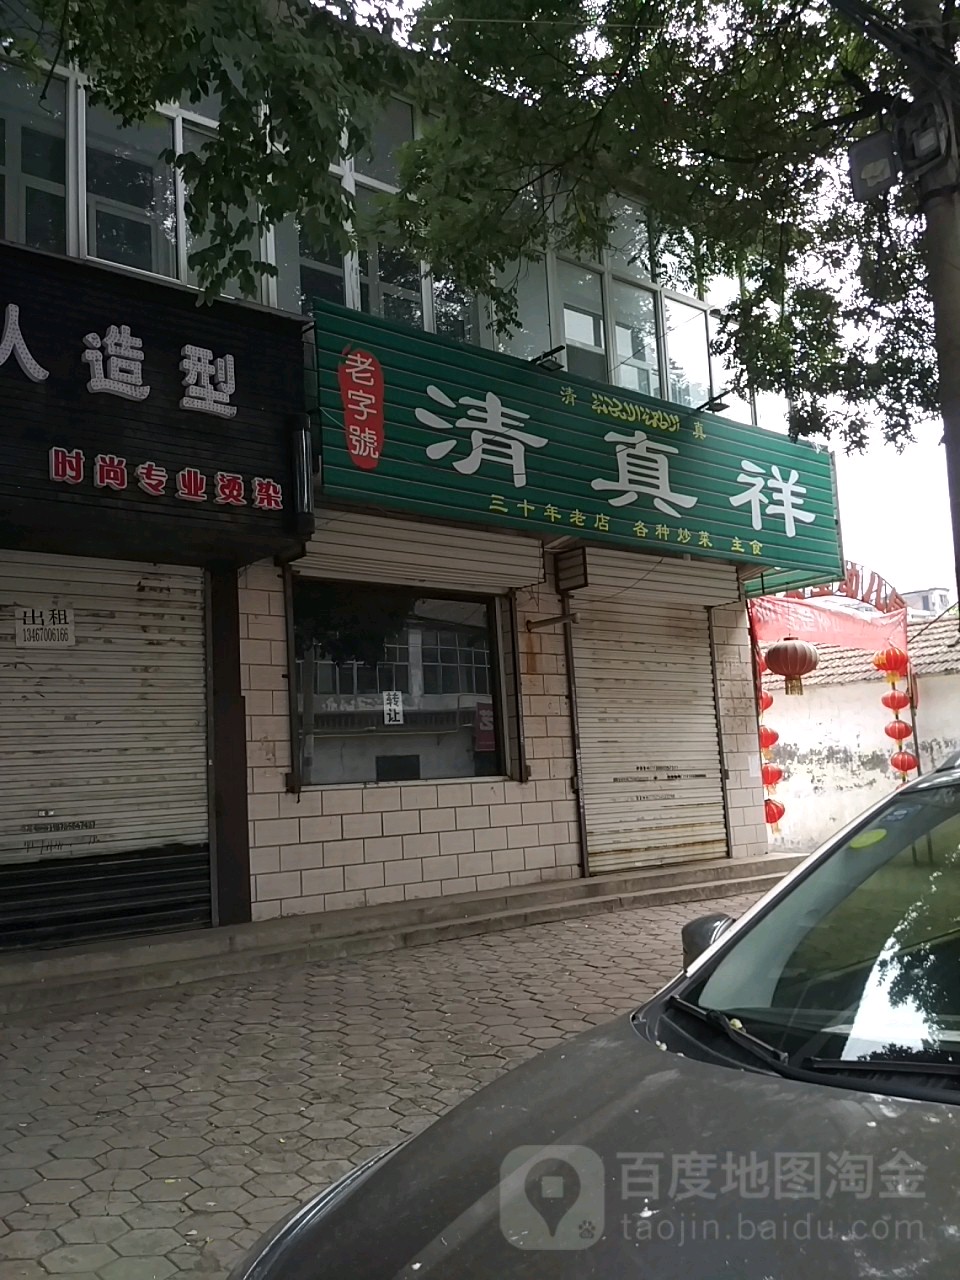 人造型
时尚专业烫染
出租
13467006166
老字號
清 真
清真祥
三十年老店 各种炒菜 主食
转让
百度地图淘金
taojin.baidu.com